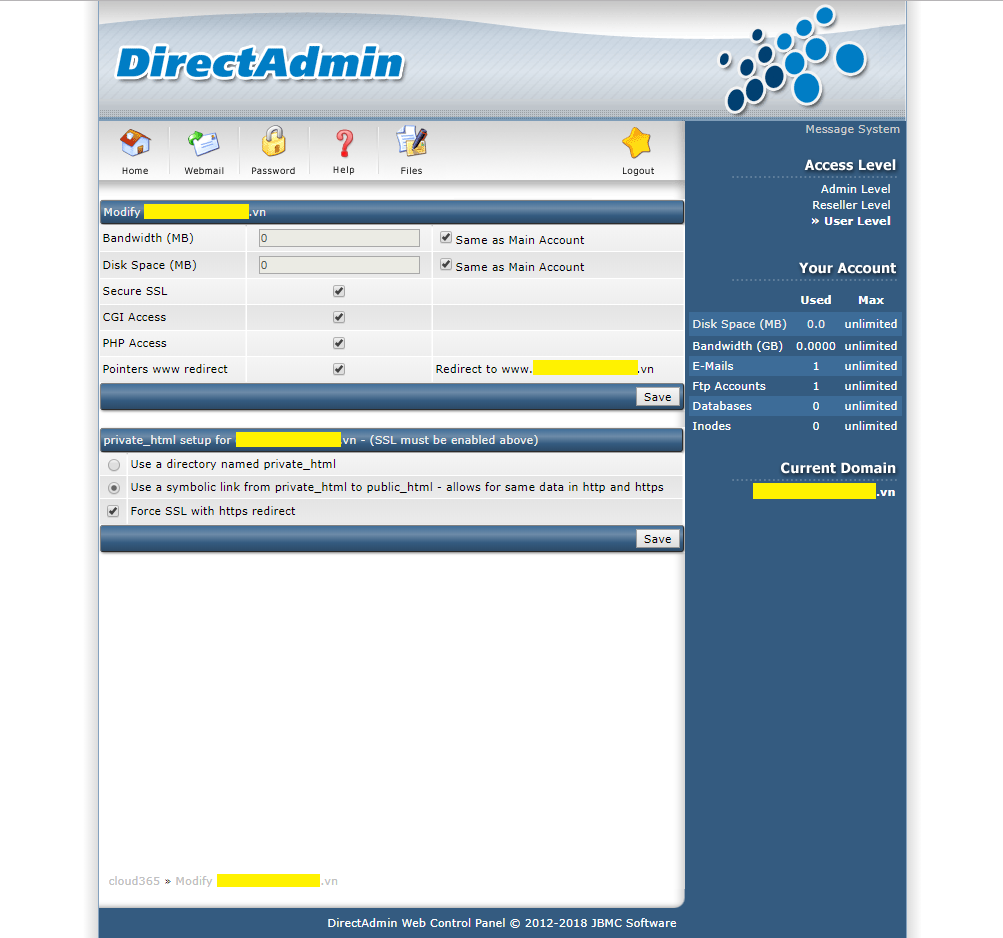 DirectAdmin
Message System
Home
Webmail
Password
Help
Files
Logout
Access Level
Admin Level
Reseller Level
» User Level
Modify .vn
Bandwidth (MB) 0 Same as Main Account
Disk Space (MB) 0 Same as Main Account
Secure SSL
CGI Access
PHP Access
Pointers www redirect Redirect to www. .vn
Save
private_html setup for vn - (SSL must be enabled above)
Use a directory named private_html
Use a symbolic link from private_html to public_html - allows for same data in http and https
Force SSL with https redirect
Save
Your Account
Used Max
Disk Space (MB) 0.0 unlimited
Bandwidth (GB) 0.0000 unlimited
E-Mails 1 unlimited
Ftp Accounts 1 unlimited
Databases 0 unlimited
Inodes 0 unlimited
Current Domain
.vn
cloud365 » Modify .vn
DirectAdmin Web Control Panel © 2012-2018 JBMC Software